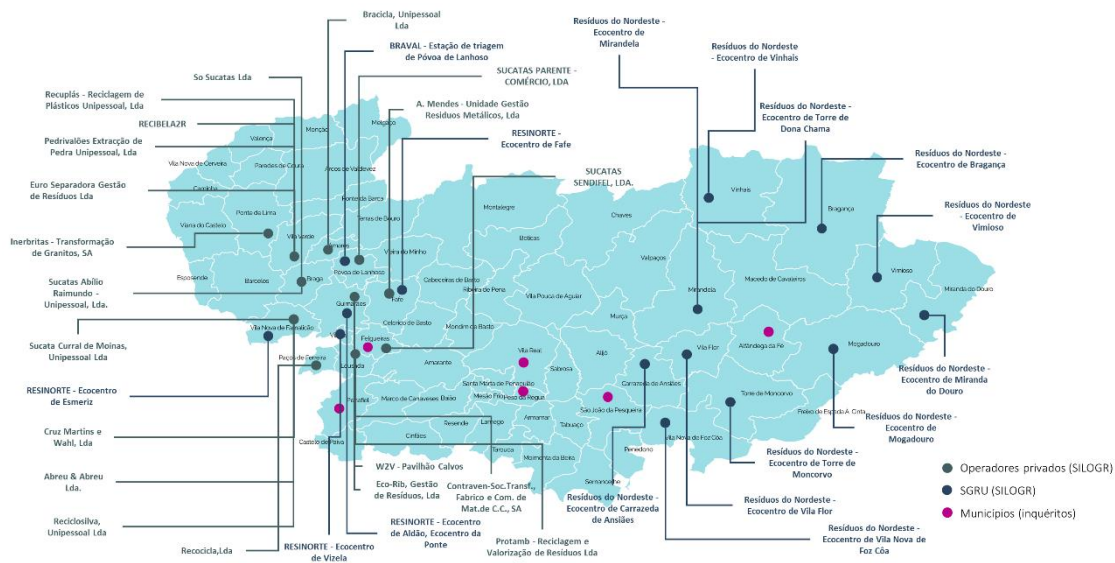 Bracicla, Unipessoal
Lda
BRAVAL - Estação de triagem
de Póvoa de Lanhoso
So Sucatas Lda
SUCATAS PARENTE -
COMÉRCIO, LDA
Recuplás - Reciclagem de
Plásticos Unipessoal, Lda
A. Mendes - Unidade Gestão
Resíduos Metálicos, Lda
RECIBELA2R
Pedrivalões Extracção de
Pedra Unipessoal, Lda
RESINORTE -
Ecocentro de Fafe
Euro Separadora Gestão
de Resíduos Lda
SUCATAS
SENDIFEL, LDA.
Inerbritas - Transformação
de Granitos, SA
Sucatas Abílio
Raimundo -
Unipessoal, Lda.
Sucata Curral de Moinas,
Unipessoal Lda
RESINORTE - Ecocentro
de Esmeriz
Cruz Martins e
Wahl, Lda
Abreu & Abreu
Lda.
Reciclosilva,
Unipessoal Lda
Recocicla,Lda
RESINORTE - Ecocentro
de Vizela
RESINORTE - Ecocentro
de Aldão, Ecocentro da
Ponte
W2V - Pavilhão Calvos
Eco-Rib, Gestão
de Resíduos, Lda
Contraven-Soc.Transf.,
Fabrico e Com. de
Mat.de C.C., SA
Protamb - Reciclagem e
Valorização de Resíduos Lda
Resíduos do Nordeste -
Ecocentro de
Mirandela
Resíduos do Nordeste
- Ecocentro de Vinhais
Resíduos do Nordeste -
Ecocentro de Torre de
Dona Chama
Resíduos do Nordeste -
Ecocentro de Bragança
Resíduos do Nordeste -
Ecocentro de
Vimioso
Resíduos do Nordeste -
Ecocentro de Miranda
do Douro
Resíduos do Nordeste -
Ecocentro de
Mogadouro
Resíduos do Nordeste -
Ecocentro de Torre de
Moncorvo
Resíduos do Nordeste -
Ecocentro de Vila Flor
Resíduos do Nordeste -
Ecocentro de Vila Nova de
Foz Côa
Resíduos do Nordeste -
Ecocentro de Carrazeda
de Ansiães
Melgaço
Monção
Valença
Vila Nova de Cerveira
Paredes de Coura
Arcos de Valdevez
Caminha
Ponte da Barca
Ponte de Lima
Terras de Bouro
Viana do Castelo
Vila Verde
Amares
Vieira do Minho
Montalegre
Chaves
Vinhais
Bragança
Boticas
Esposende
Barcelos
Braga
Póvoa de Lanhoso
Cabeceiras de Basto
Ribeira de Pena
Valpaços
Vila Pouca de Aguiar
Mirandela
Macedo de Cavaleiros
Vimioso
Miranda do Douro
Guimarães
Fafe
Celorico de Basto
Mondim de Basto
Murça
Vila Nova de Famalicão
Felgueiras
Vila Real
Alijó
Vila Flor
Alfândega da Fé
Mogadouro
Paços de Ferreira
Lousada
Amarante
Sabrosa
Carrazeda de Ansiães
Santa Marta de Penaguião
Penafiel
Marco de Canaveses
Baião
Mesão Frio
Peso da Régua
São João da Pesqueira
Torre de Moncorvo
Freixo de Espada À Cinta
Castelo de Paiva
Cinfães
Resende
Lamego
Armamar
Tabuaço
Vila Nova de Foz Côa
Tarouca
Moimenta da Beira
Penedono
Sernancelhe
Operadores privados (SILOGR)
SGRU (SILOGR)
Municípios (inquéritos)